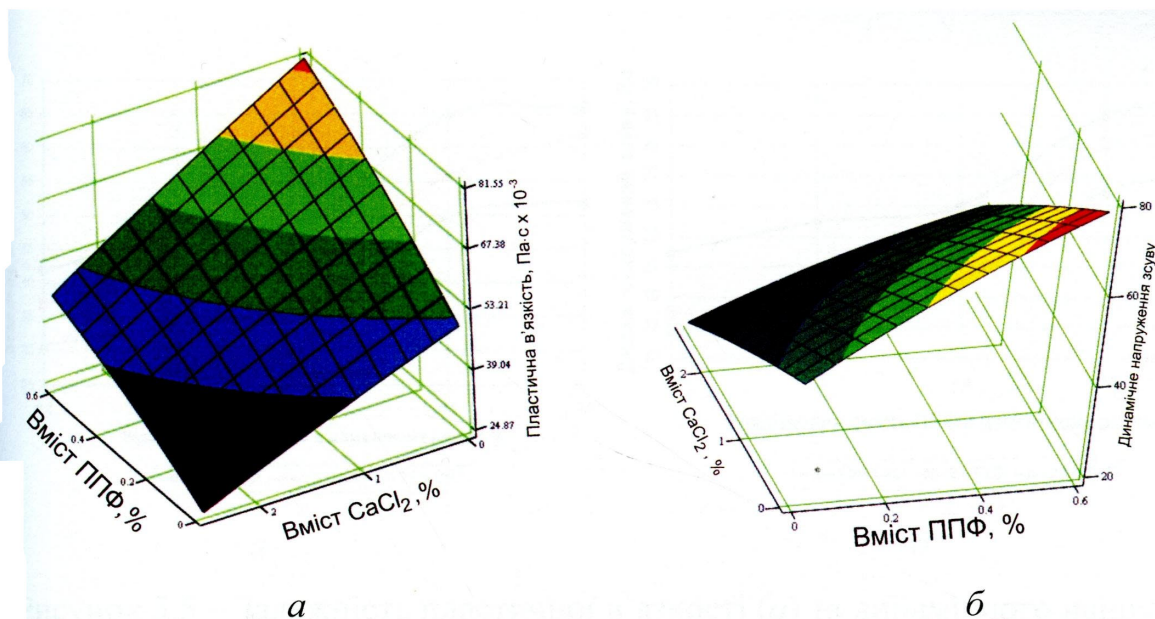 81.55
67.38
53.21
39.04
24.87
Пластична в'язкість, Па·с х 10⁻³
0.6
0.4
0.2
0
Вміст ППФ,%
2
1
0
Вміст CaCl₂,%
а
80
60
40
20
Динамічне напруження зсуву
2
1
0
Вміст CaCl₂, %
0
0.2
0.4
0.6
Вміст ППФ, %
б